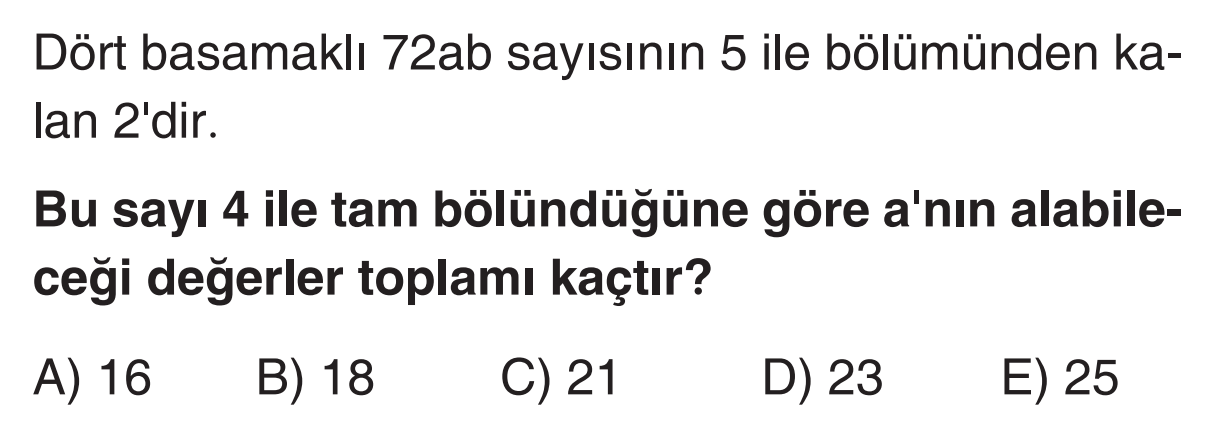 Dört basamaklı 72ab sayısının 5 ile bölümünden ka-
lan 2'dir.
Bu sayı 4 ile tam bölündüğüne göre a'nın alabile-
ceği değerler toplamı kaçtır?
A) 16 B) 18 C) 21 D) 23 E) 25